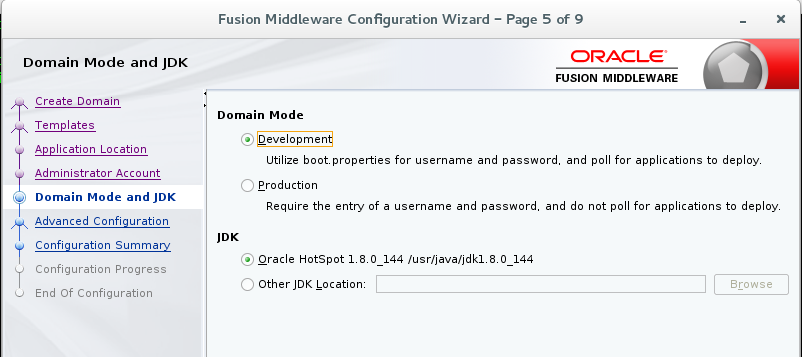 Fusion Middleware Configuration Wizard – Page 5 of 9
Domain Mode and JDK
ORACLE
FUSION MIDDLEWARE
Create Domain
Templates
Application Location
Administrator Account
Domain Mode and JDK
Advanced Configuration
Configuration Summary
Configuration Progress
End Of Configuration
Domain Mode
Development
Utilize boot.properties for username and password, and poll for applications to deploy.
Production
Require the entry of a username and password, and do not poll for applications to deploy.
JDK
Oracle HotSpot 1.8.0_144 /usr/java/jdk1.8.0_144
Other JDK Location:
Browse